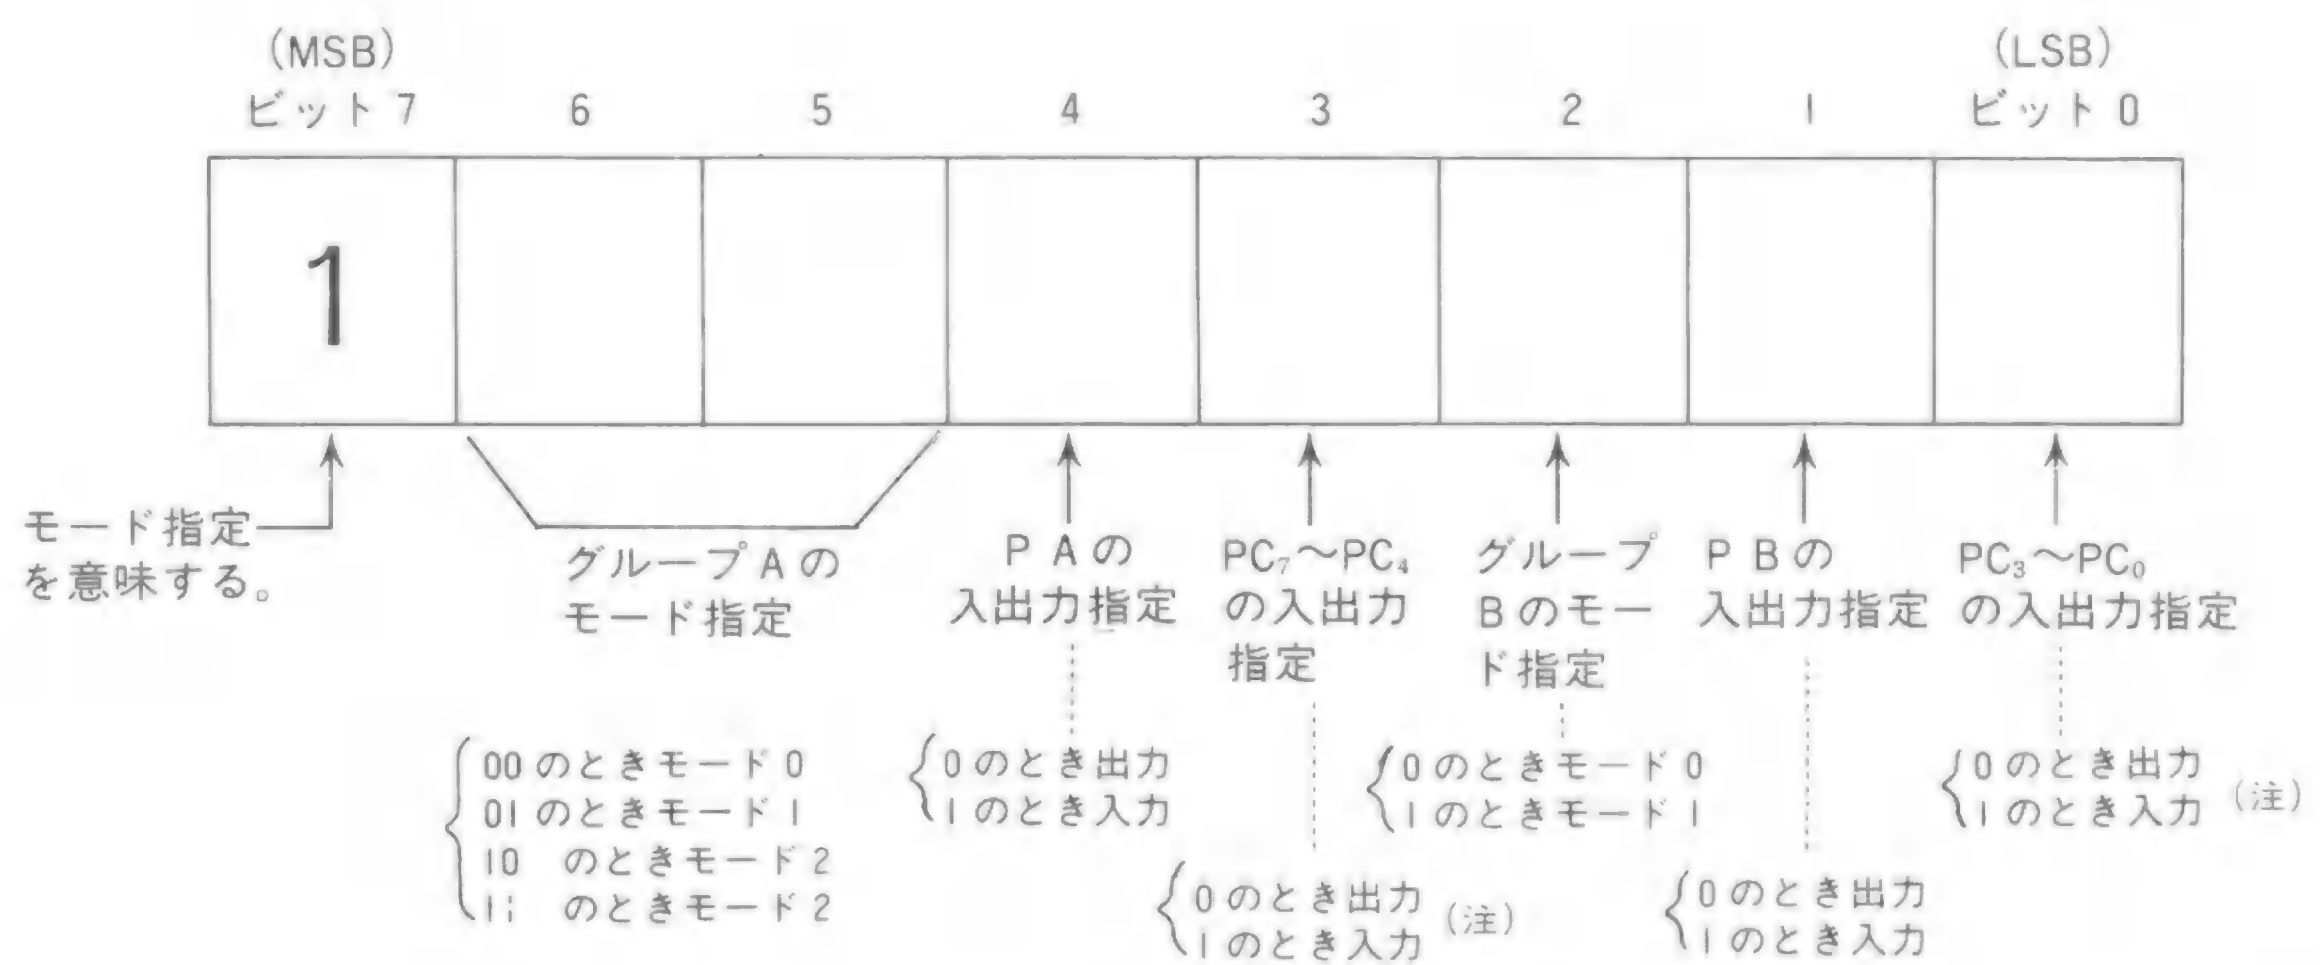 (MSB)
(LSB)
ビット7 6 5 4 3 2 1 ビット0
1
モード指定
を意味する。
グループAの
モード指定
PAの
入出力指定
PC₇〜PC₄
の入出力
指定
グループ
Bのモー
ド指定
PBの
入出力指定
PC₃〜PC₀
の入出力指定
00のときモード0
01のときモード1
10 のときモード2
11 のときモード2
0のとき出力
1のとき入力
0のとき出力
1のとき入力 (注)
0のときモード0
1のときモード1
0のとき出力
1のとき入力
0のとき出力
1のとき入力 (注)